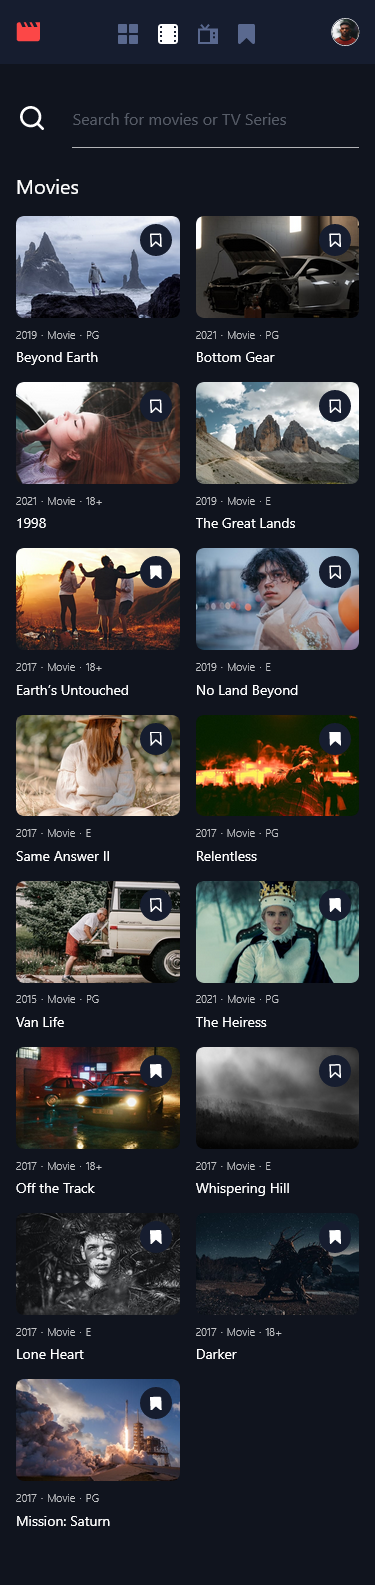 Search for movies or TV Series
Movies
2019 · Movie · PG
Beyond Earth
2021 · Movie · PG
Bottom Gear
2021 · Movie · 18+
1998
2019 · Movie · E
The Great Lands
2017 · Movie · 18+
Earth’s Untouched
2019 · Movie · E
No Land Beyond
2017 · Movie · E
Same Answer II
2017 · Movie · PG
Relentless
2015 · Movie · PG
Van Life
2021 · Movie · PG
The Heiress
2017 · Movie · 18+
Off the Track
2017 · Movie · E
Whispering Hill
2017 · Movie · E
Lone Heart
2017 · Movie · 18+
Darker
2017 · Movie · PG
Mission: Saturn